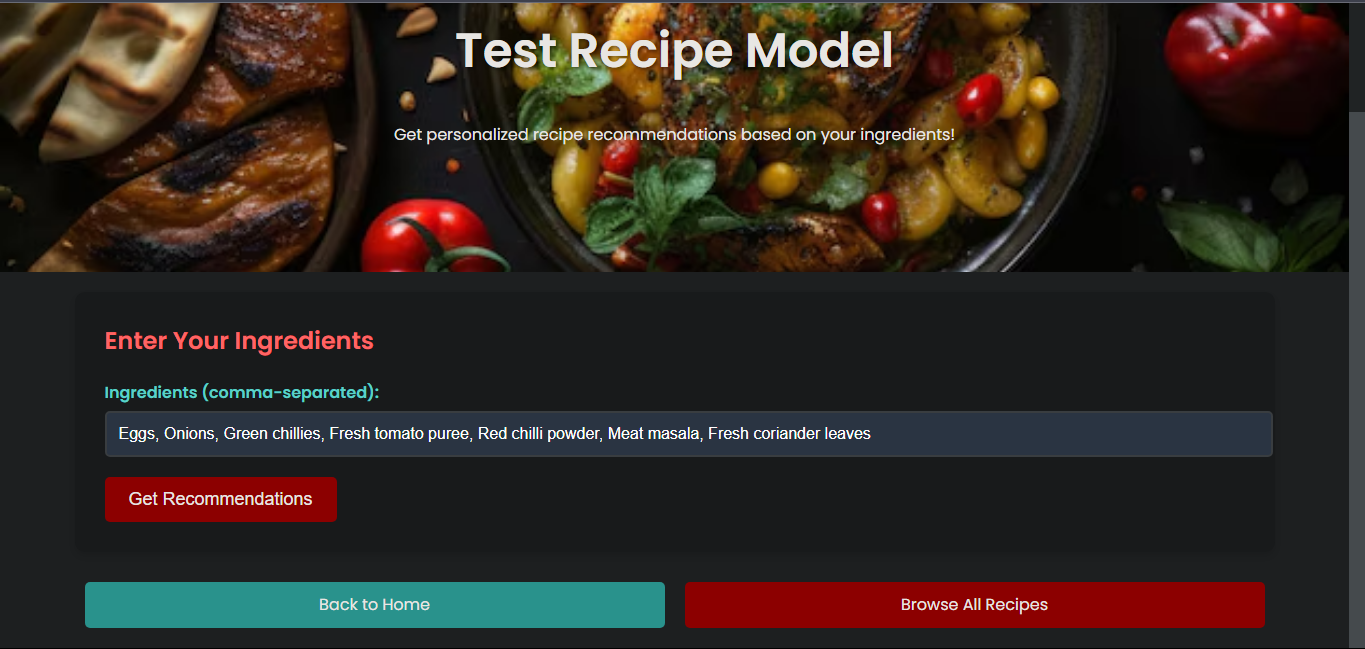 Test Recipe Model
Get personalized recipe recommendations based on your ingredients!
Enter Your Ingredients
Ingredients (comma-separated):
Eggs, Onions, Green chillies, Fresh tomato puree, Red chilli powder, Meat masala, Fresh coriander leaves
Get Recommendations
Back to Home
Browse All Recipes